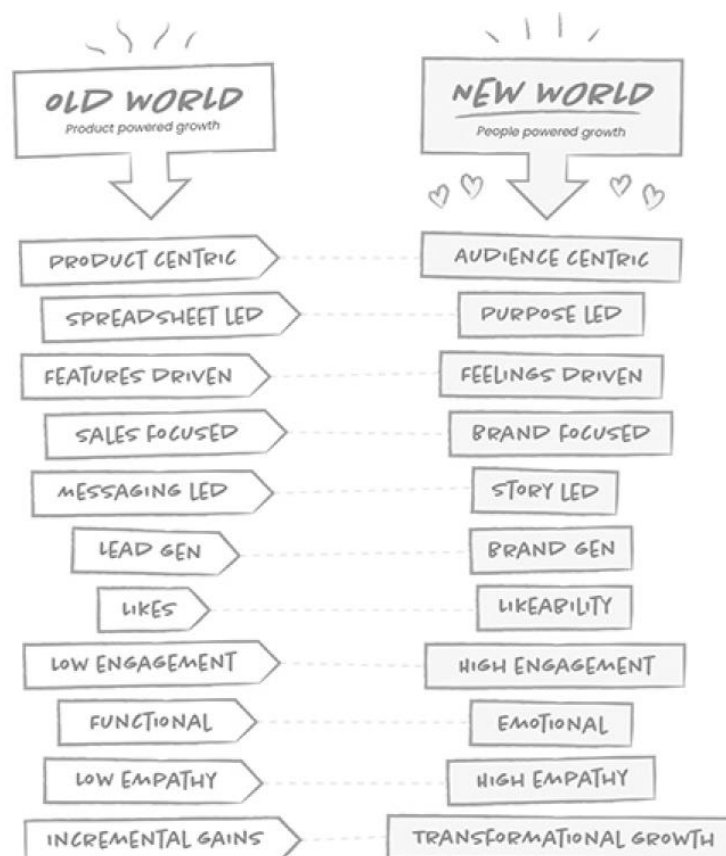 OLD WORLD
Product powered growth
NEW WORLD
People powered growth
PRODUCT CENTRIC
AUDIENCE CENTRIC
SPREADSHEET LED
PURPOSE LED
FEATURES DRIVEN
FEELINGS DRIVEN
SALES FOCUSED
BRAND FOCUSED
MESSAGING LED
STORY LED
LEAD GEN
BRAND GEN
LIKES
LIKEABILITY
LOW ENGAGEMENT
HIGH ENGAGEMENT
FUNCTIONAL
EMOTIONAL
LOW EMPATHY
HIGH EMPATHY
INCREMENTAL GAINS
TRANSFORMATIONAL GROWTH